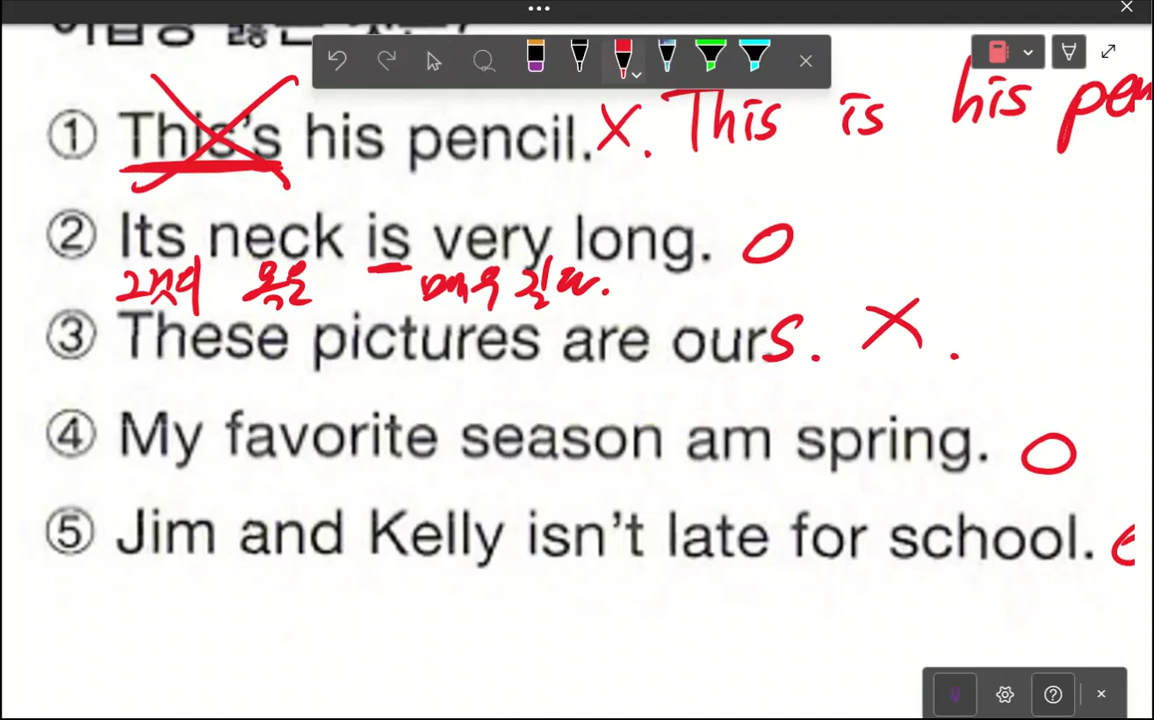 ① This's his pencil. X. This is his pen
② Its neck is very long. O
그것의 목은 매우 길다.
③ These pictures are ours. X.
④ My favorite season am spring. O
⑤ Jim and Kelly isn't late for school.